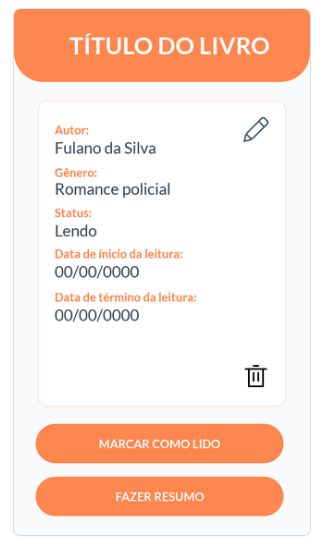 TÍTULO DO LIVRO
Autor:
Fulano da Silva
Gênero:
Romance policial
Status:
Lendo
Data de ínicio da leitura:
00/00/0000
Data de término da leitura:
00/00/0000
MARCAR COMO LIDO
FAZER RESUMO